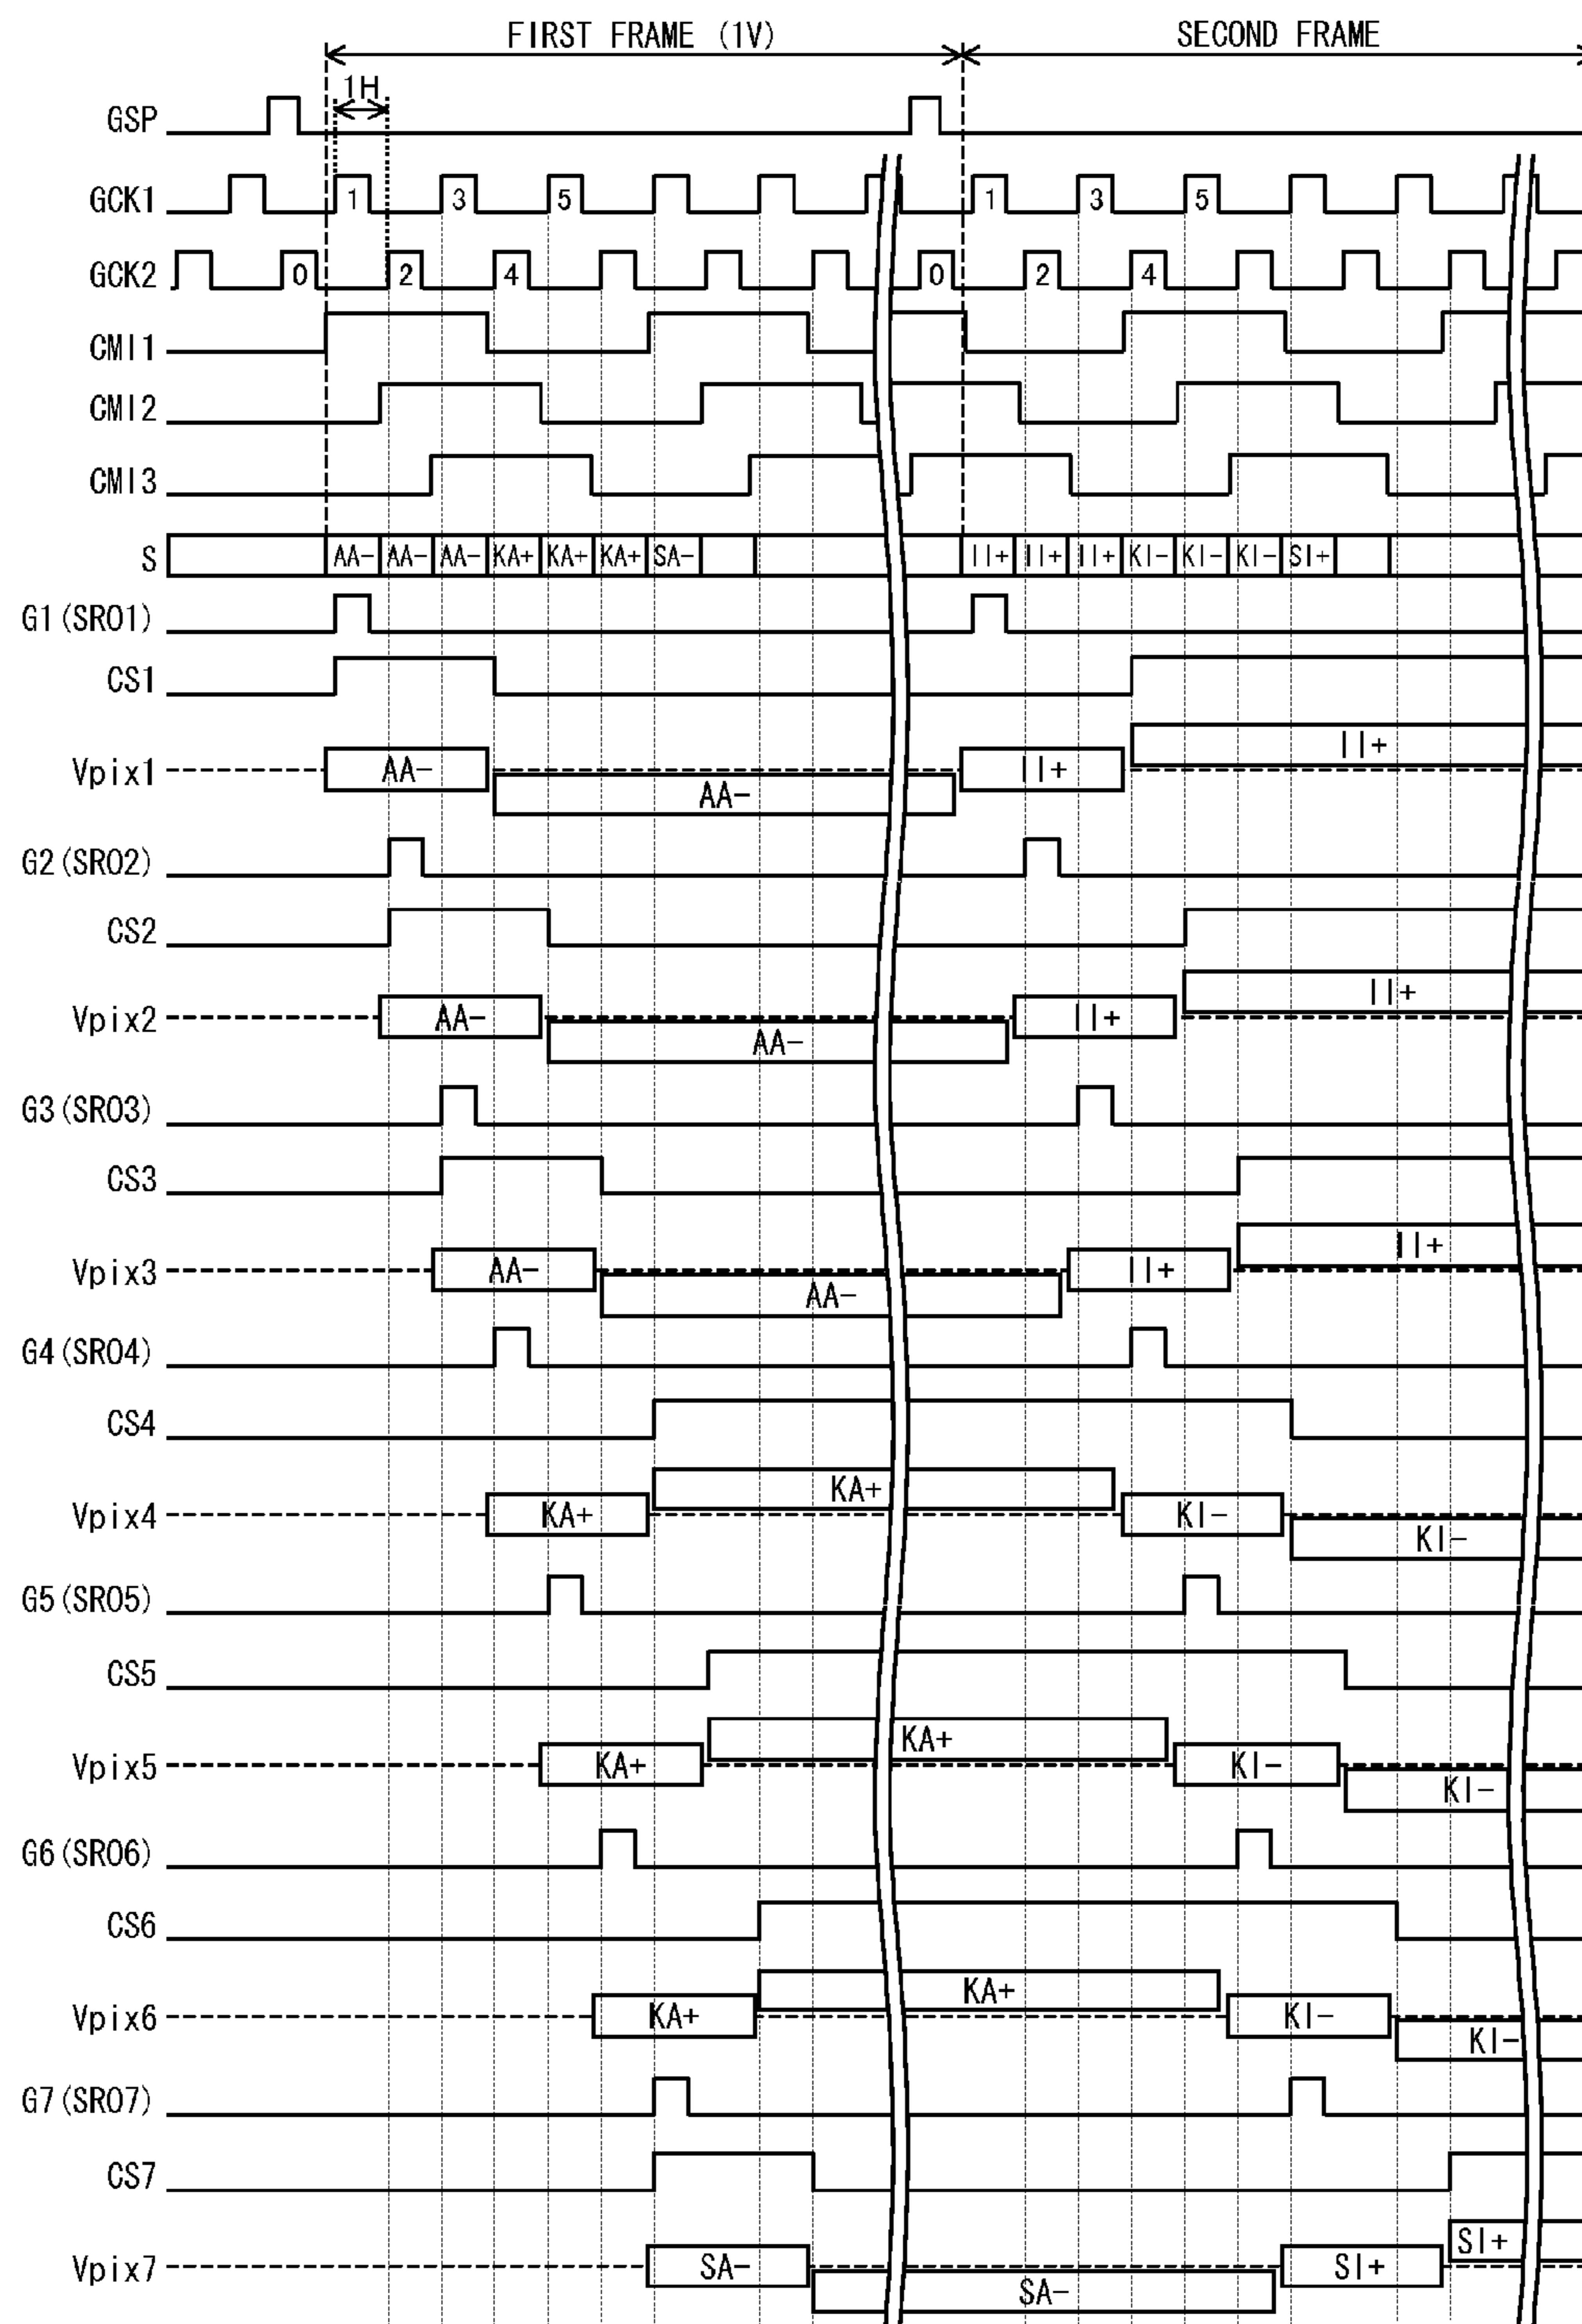 FIRST FRAME (1V) SECOND FRAME
1H
GSP
GCK1 1 3 5 1 3 5
GCK2 0 2 4 0 2 4
CMI1
CMI2
CMI3
S AA- AA- AA- KA+ KA+ KA+ SA- II+ II+ II+ KI- KI- KI- SI+
G1(SRO1)
CS1
II+
Vpix1 AA- II+
AA-
G2(SRO2)
CS2
II+
Vpix2 AA- II+
AA-
G3(SRO3)
CS3
II+
Vpix3 AA- II+
AA-
G4(SRO4)
CS4
KA+
Vpix4 KA+ KI-
KI-
G5(SRO5)
CS5
KA+
Vpix5 KA+ KI-
KI-
G6(SRO6)
CS6
KA+
Vpix6 KA+ KI-
KI-
G7(SRO7)
CS7
SI+
Vpix7 SA- SI+
SA-